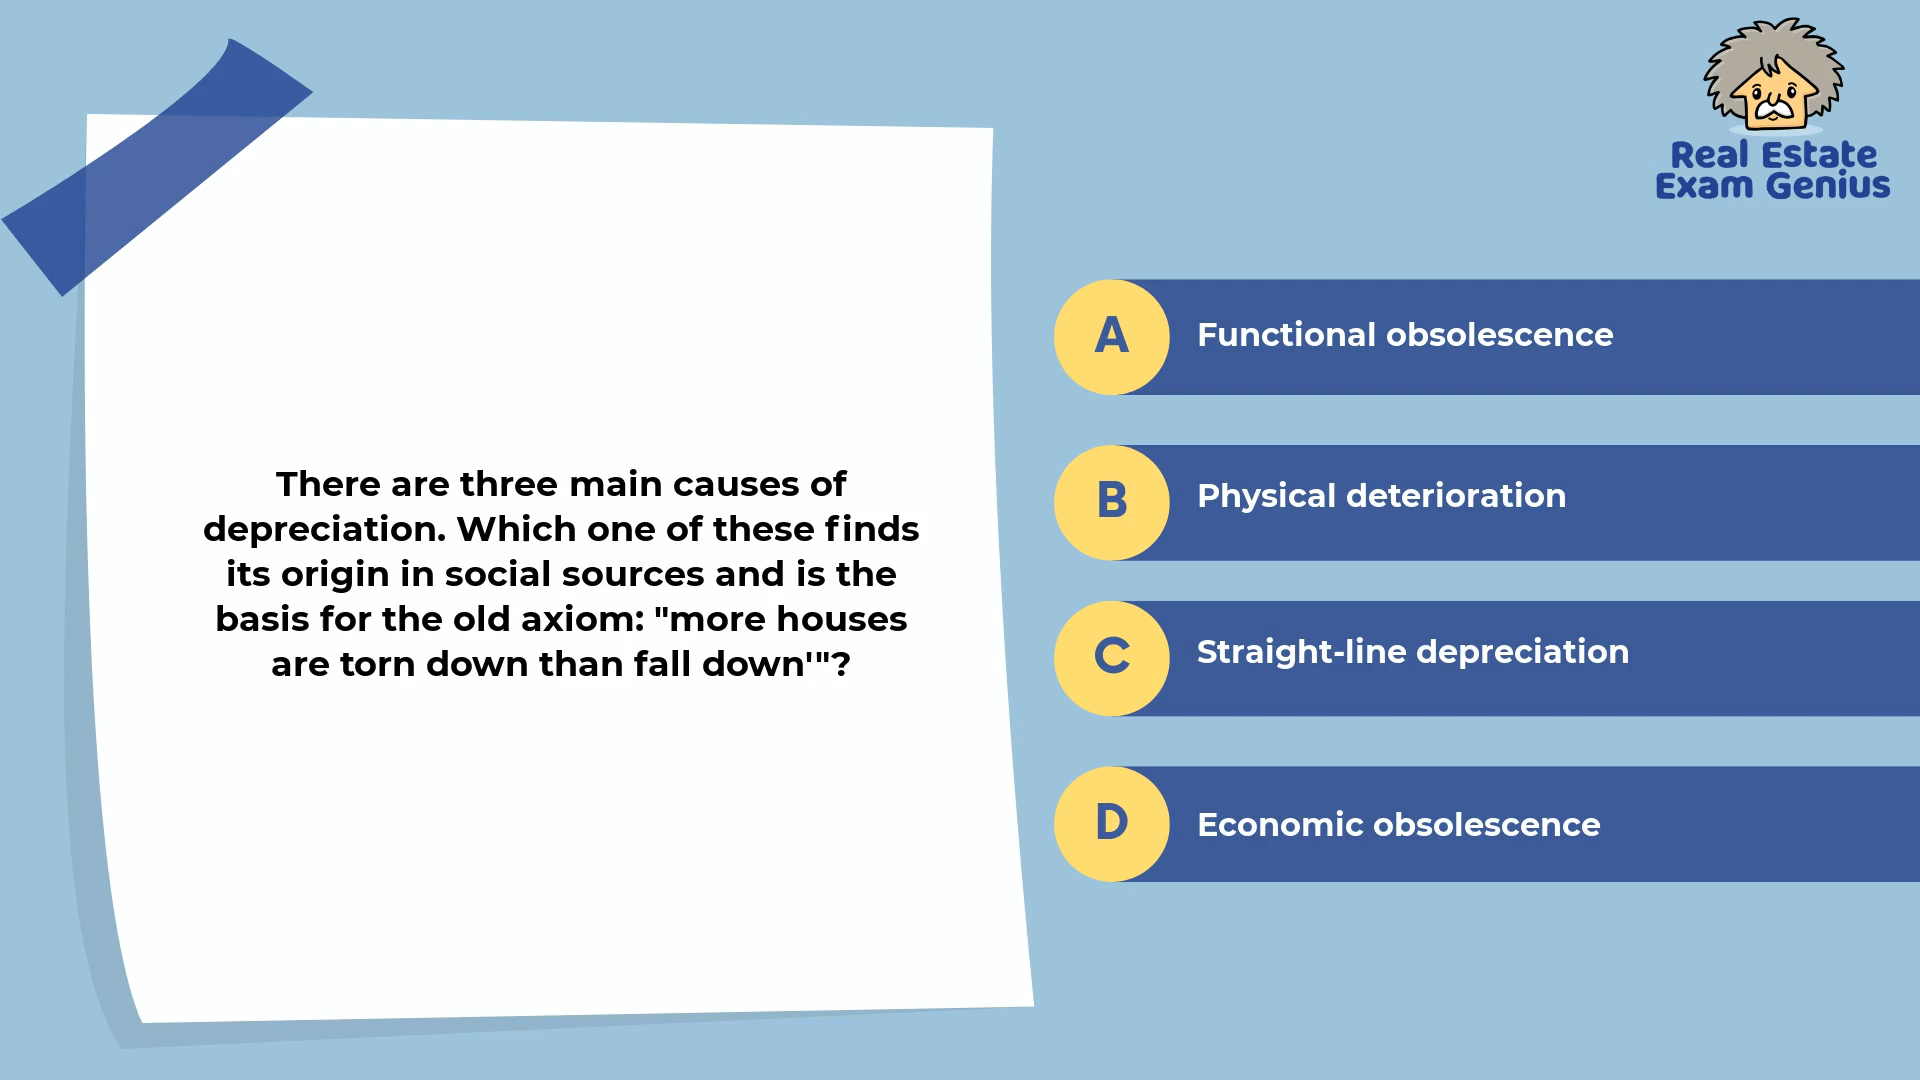 Real Estate
Exam Genius
There are three main causes of
depreciation. Which one of these finds
its origin in social sources and is the
basis for the old axiom: "more houses
are torn down than fall down'"?
A Functional obsolescence
B Physical deterioration
C Straight-line depreciation
D Economic obsolescence